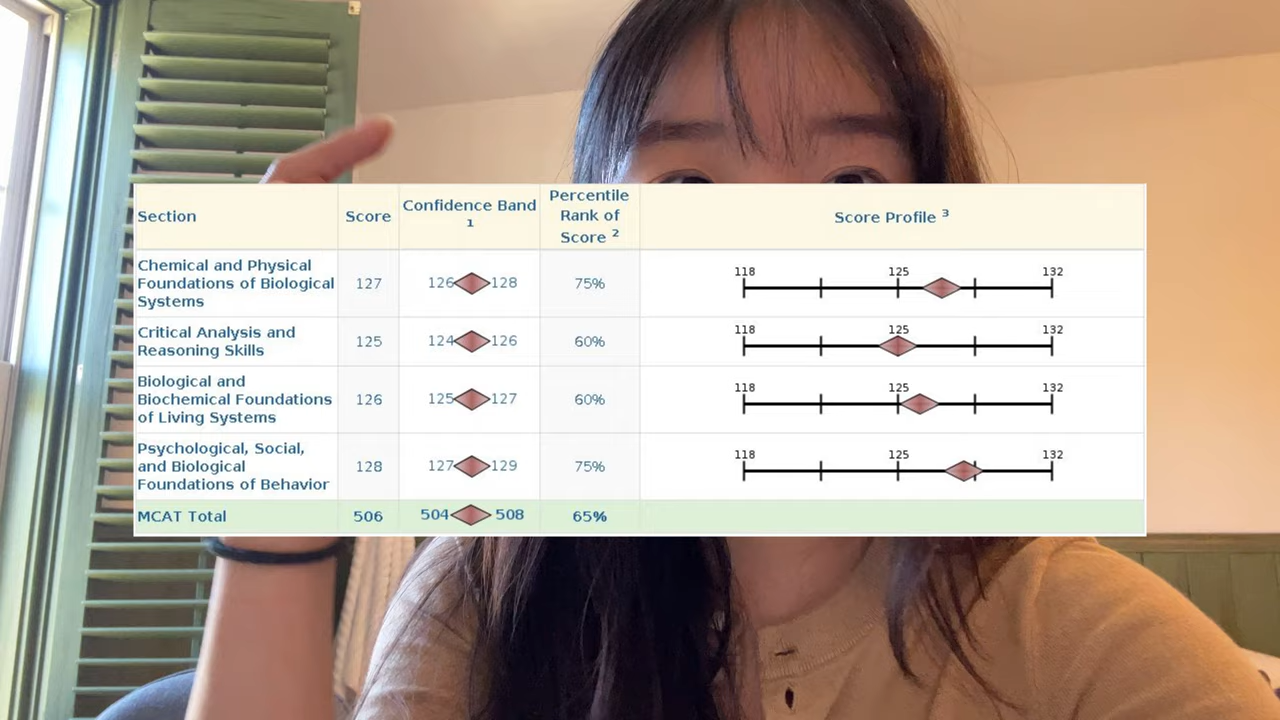 Section Score Confidence Band 1 Percentile Rank of Score 2 Score Profile 3
Chemical and Physical
Foundations of Biological
Systems
127 126 128 75% 118 125 132
Critical Analysis and
Reasoning Skills
125 124 126 60% 118 125 132
Biological and
Biochemical Foundations
of Living Systems
126 125 127 60% 118 125 132
Psychological, Social,
and Biological
Foundations of Behavior
128 127 129 75% 118 125 132
MCAT Total 506 504 508 65%